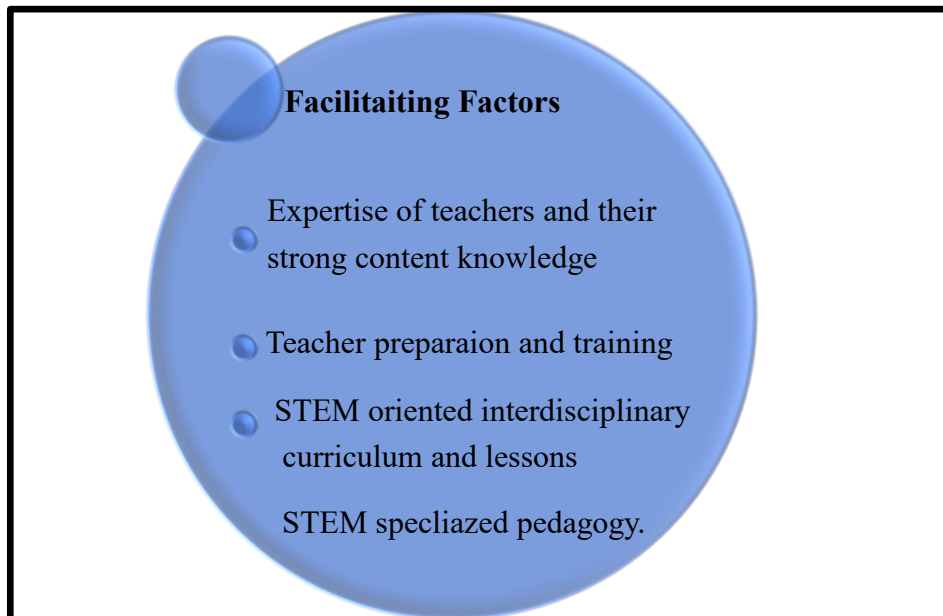 Facilitaiting Factors
Expertise of teachers and their
strong content knowledge
Teacher preparaion and training
STEM oriented interdisciplinary
curriculum and lessons
STEM specliazed pedagogy.